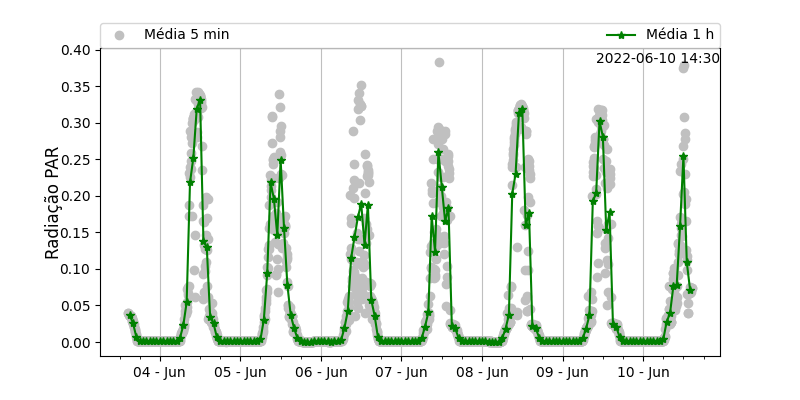 Média 5 min
Média 1 h
2022-06-10 14:30
Radiação PAR
0.40
0.35
0.30
0.25
0.20
0.15
0.10
0.05
0.00
04 - Jun
05 - Jun
06 - Jun
07 - Jun
08 - Jun
09 - Jun
10 - Jun